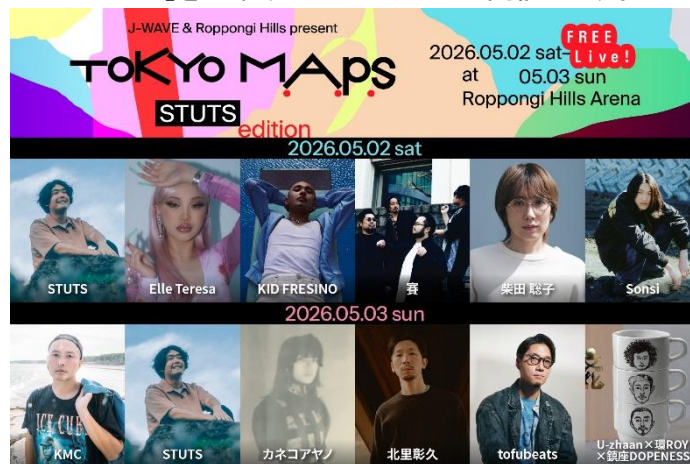 J-WAVE & Roppongi Hills present
TOKYO MAPS
STUTS
edition
FREE
Live!
2026.05.02 sat-
at 05.03 sun
Roppongi Hills Arena
2026.05.02 sat
STUTS
Elle Teresa
KID FRESINO
賽
柴田 聡子
Sonsi
2026.05.03 sun
ICE CUBE
KMC
STUTS
カネコアヤノ
北里彰久
tofubeats
U-zhaan×環ROY
×鎮座DOPENESS